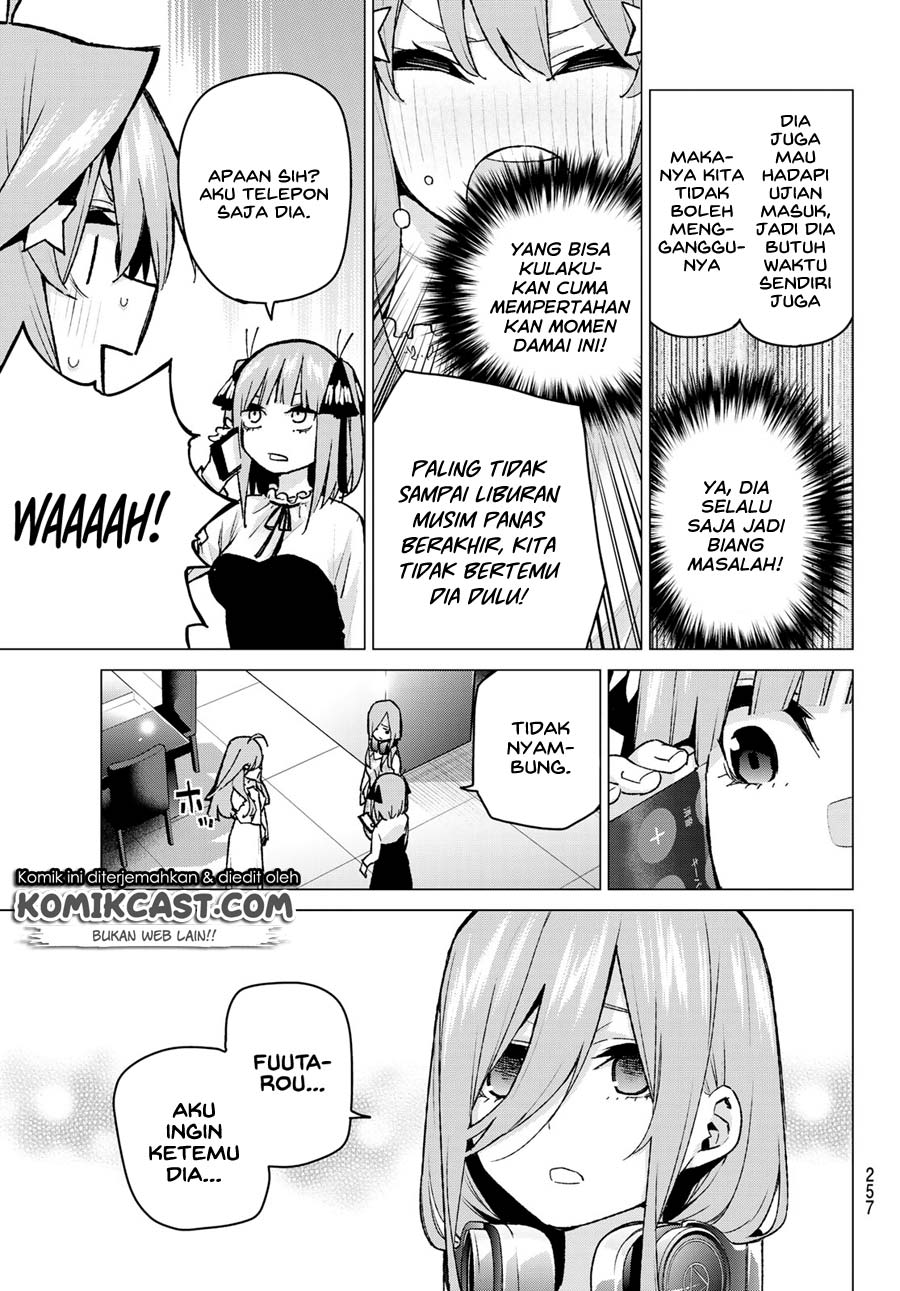 DIA
JUGA
MAU
HADAPI
UJIAN
MASUK,
JADI DIA
BUTUH
WAKTU
SENDIRI
JUGA
MAKA-
NYA KITA
TIDAK
BOLEH
MENG-
GANGGU-
NYA
YA, DIA
SELALU
SAJA JADI
BIANG
MASALAH!
YANG BISA
KULAKU-
KAN CUMA
MEMPERTAHAN
KAN MOMEN
DAMAI INI!
PALING TIDAK
SAMPAI LIBURAN
MUSIM PANAS
BERAKHIR, KITA
TIDAK BERTEMU
DIA DULU!
APAAN SIH?
AKU TELEPON
SAJA DIA.
WAAAAH!
TIDAK
NYAM-
BUNG.
ホッ
Komik ini diterjemahkan & diedit oleh
KOMIKCAST.COM
BUKAN WEB LAIN!!
FUUTA-
ROU...
AKU
INGIN
KETEMU
DIA...
257